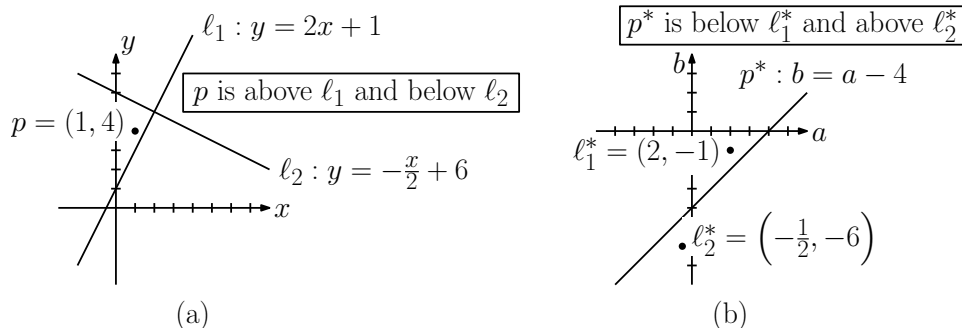 ℓ₁ : y = 2x + 1
y
p is above ℓ₁ and below ℓ₂
p = (1, 4)
ℓ₂ : y = −x/2 + 6
x
(a)
p* is below ℓ₁* and above ℓ₂*
b
p* : b = a − 4
a
ℓ₁* = (2, −1)
ℓ₂* = (−1/2, −6)
(b)